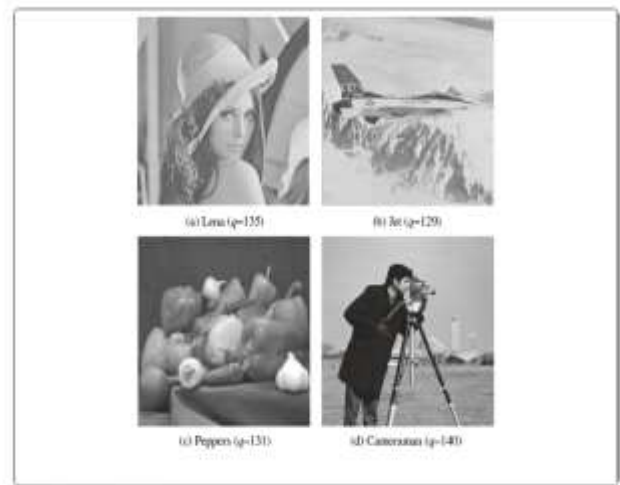 (a) Lena (φ=135)
(b) Jet (φ=129)
(c) Peppers (φ=131)
(d) Cameraman (φ=140)